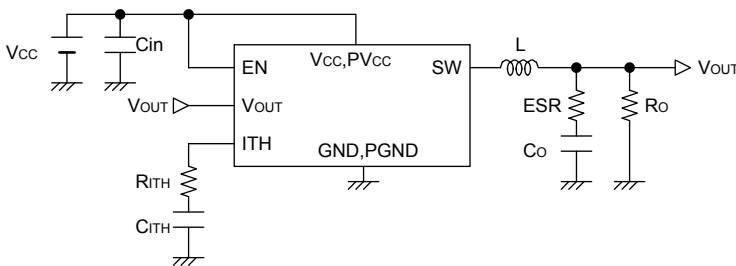 VCC
Cin
EN
VCC,PVCC
SW
L
VOUT
VOUT
VOUT
ESR
RO
ITH
GND,PGND
CO
RITH
CITH